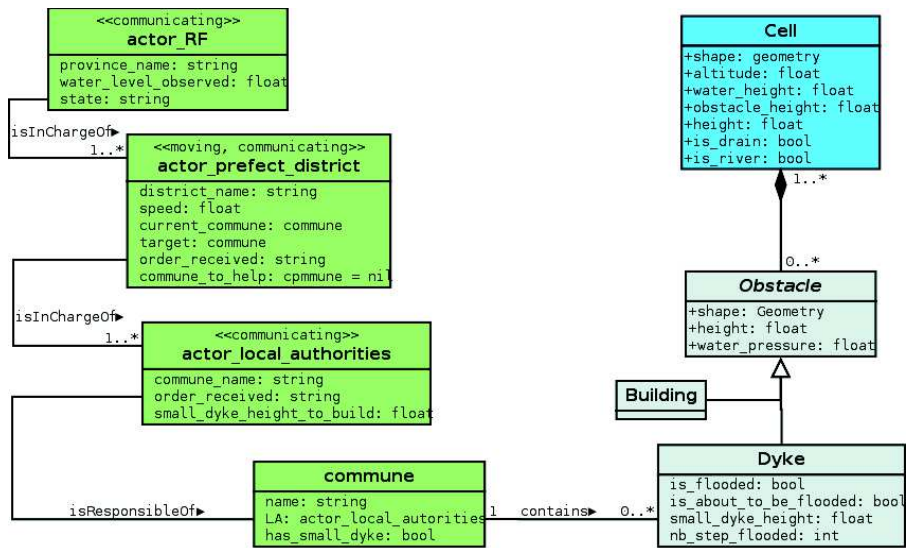 <<communicating>>
actor_RF
province_name: string
water_level_observed: float
state: string
isInChargeOf▶
1..*
<<moving, communicating>>
actor_prefect_district
district_name: string
speed: float
current_commune: commune
target: commune
order_received: string
commune_to_help: cpmmune = nil
isInChargeOf▶
1..*
<<communicating>>
actor_local_authorities
commune_name: string
order_received: string
small_dyke_height_to_build: float
isResponsibleOf▶
commune
name: string
LA: actor_local_autorities
has_small_dyke: bool
1 contains▶ 0..*
Cell
+shape: geometry
+altitude: float
+water_height: float
+obstacle_height: float
+height: float
+is_drain: bool
+is_river: bool
1..*
0..*
Obstacle
+shape: Geometry
+height: float
+water_pressure: float
Building
Dyke
is_flooded: bool
is_about_to_be_flooded: bool
small_dyke_height: float
nb_step_flooded: int